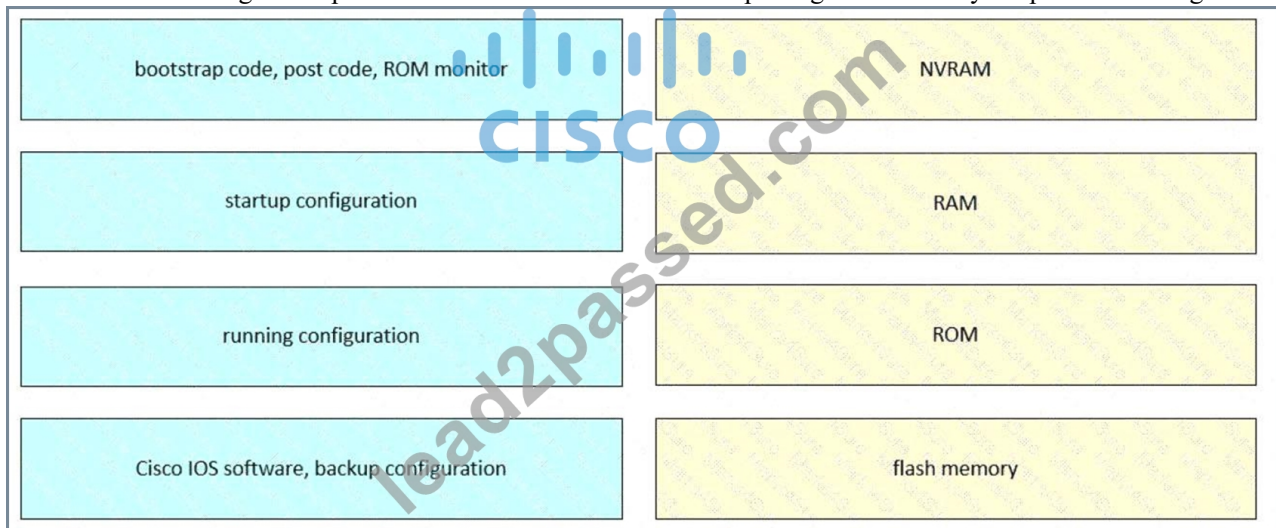 bootstrap code, post code, ROM monitor
NVRAM
startup configuration
RAM
running configuration
ROM
Cisco IOS software, backup configuration
flash memory
CISCO
lead2passed.com